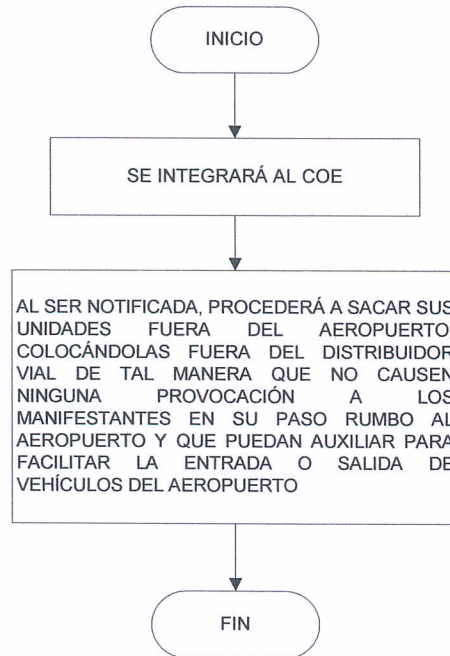 INICIO
SE INTEGRARÁ AL COE
AL SER NOTIFICADA, PROCEDERÁ A SACAR SUS
UNIDADES FUERA DEL AEROPUERTO
COLOCÁNDOLAS FUERA DEL DISTRIBUIDOR
VIAL DE TAL MANERA QUE NO CAUSEN
NINGUNA PROVOCACIÓN A LOS
MANIFESTANTES EN SU PASO RUMBO AL
AEROPUERTO Y QUE PUEDAN AUXILIAR PARA
FACILITAR LA ENTRADA O SALIDA DE
VEHÍCULOS DEL AEROPUERTO
FIN